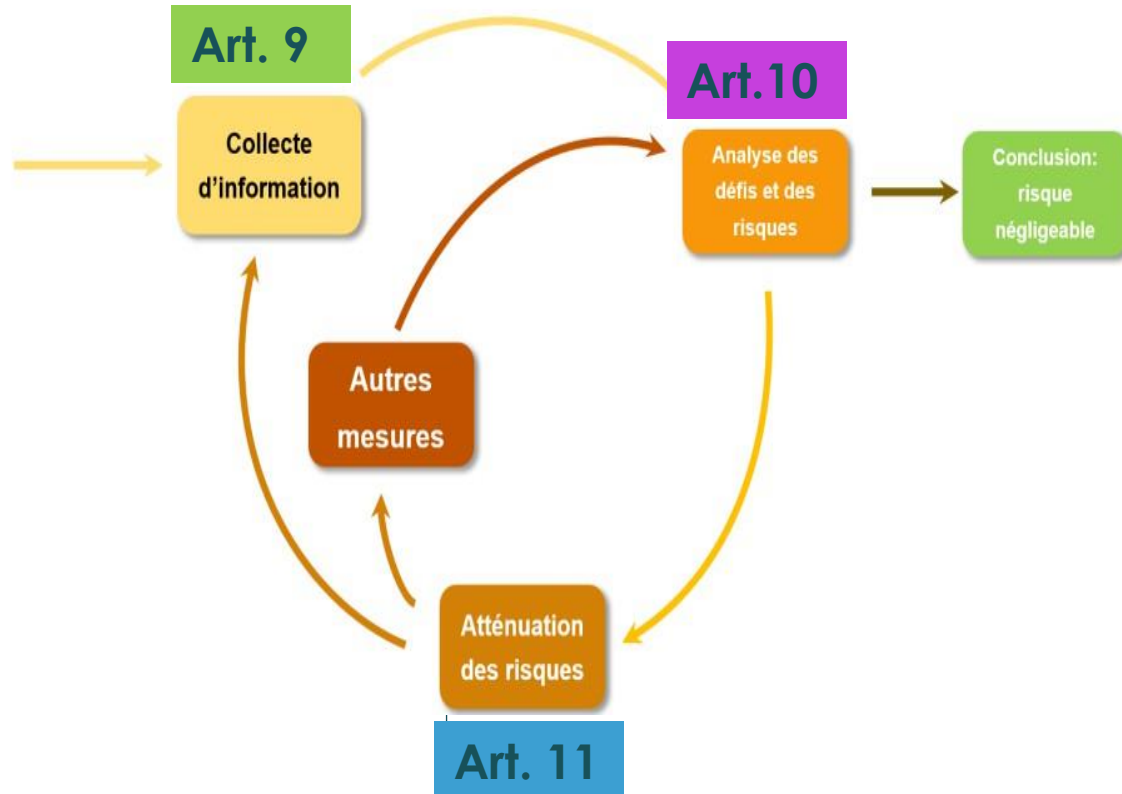 Art. 9
Collecte
d’information
Art.10
Analyse des
défis et des
risques
Conclusion:
risque
négligeable
Autres
mesures
Atténuation
des risques
Art. 11